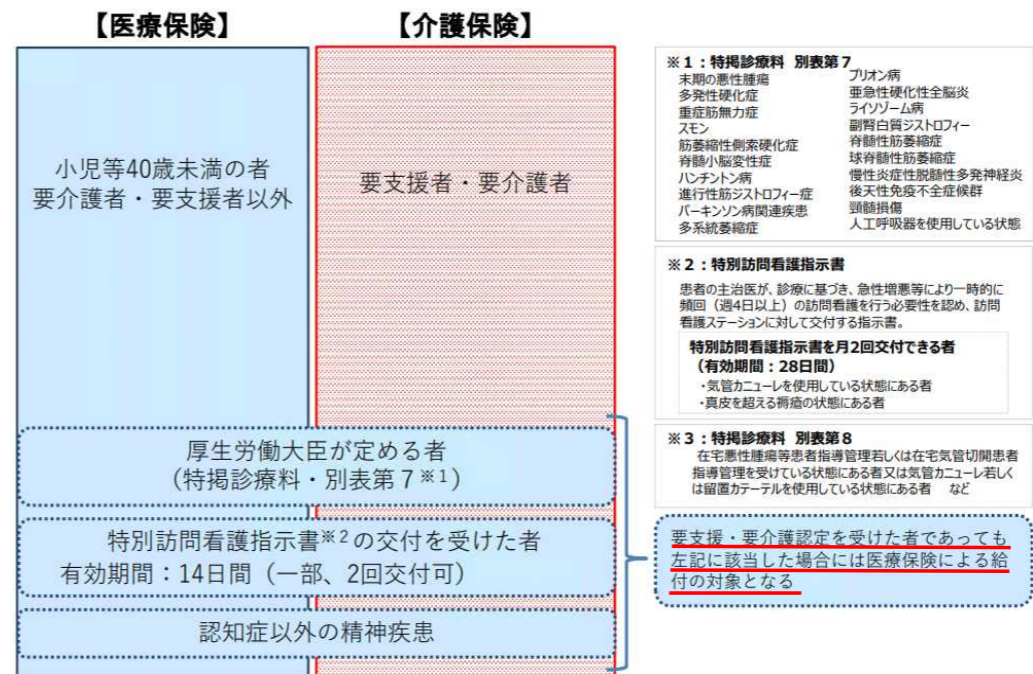 【医療保険】
【介護保険】
小児等40歳未満の者
要介護者・要支援者以外
要支援者・要介護者
厚生労働大臣が定める者
(特掲診療料・別表第７※１)
特別訪問看護指示書※２の交付を受けた者
有効期間：14日間（一部、2回交付可）
認知症以外の精神疾患
※１：特掲診療料 別表第７
末期の悪性腫瘍
多発性硬化症
重症筋無力症
スモン
筋萎縮性側索硬化症
脊髄小脳変性症
ハンチントン病
進行性筋ジストロフィー症
パーキンソン病関連疾患
多系統萎縮症
プリオン病
亜急性硬化性全脳炎
ライソゾーム病
副腎白質ジストロフィー
脊髄性筋萎縮症
球脊髄性筋萎縮症
慢性炎症性脱髄性多発神経炎
後天性免疫不全症候群
頸髄損傷
人工呼吸器を使用している状態
※２：特別訪問看護指示書
患者の主治医が、診療に基づき、急性増悪等により一時的に
頻回（週4日以上）の訪問看護を行う必要性を認め、訪問
看護ステーションに対して交付する指示書。
特別訪問看護指示書を月2回交付できる者
（有効期間：28日間）
・気管カニューレを使用している状態にある者
・真皮を超える褥瘡の状態にある者
※３：特掲診療料 別表第８
在宅悪性腫瘍等患者指導管理若しくは在宅気管切開患者
指導管理を受けている状態にある者又は気管カニューレ若しく
は留置カテーテルを使用している状態にある者 など
要支援・要介護認定を受けた者であっても
左記に該当した場合には医療保険による給
付の対象となる